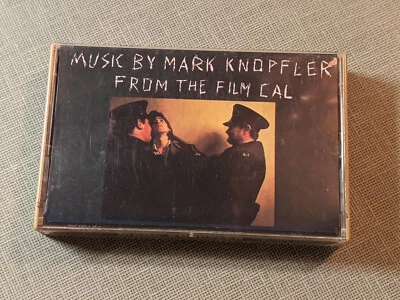 MUSIC BY MARK KNOPFLER
FROM THE FILM CAL